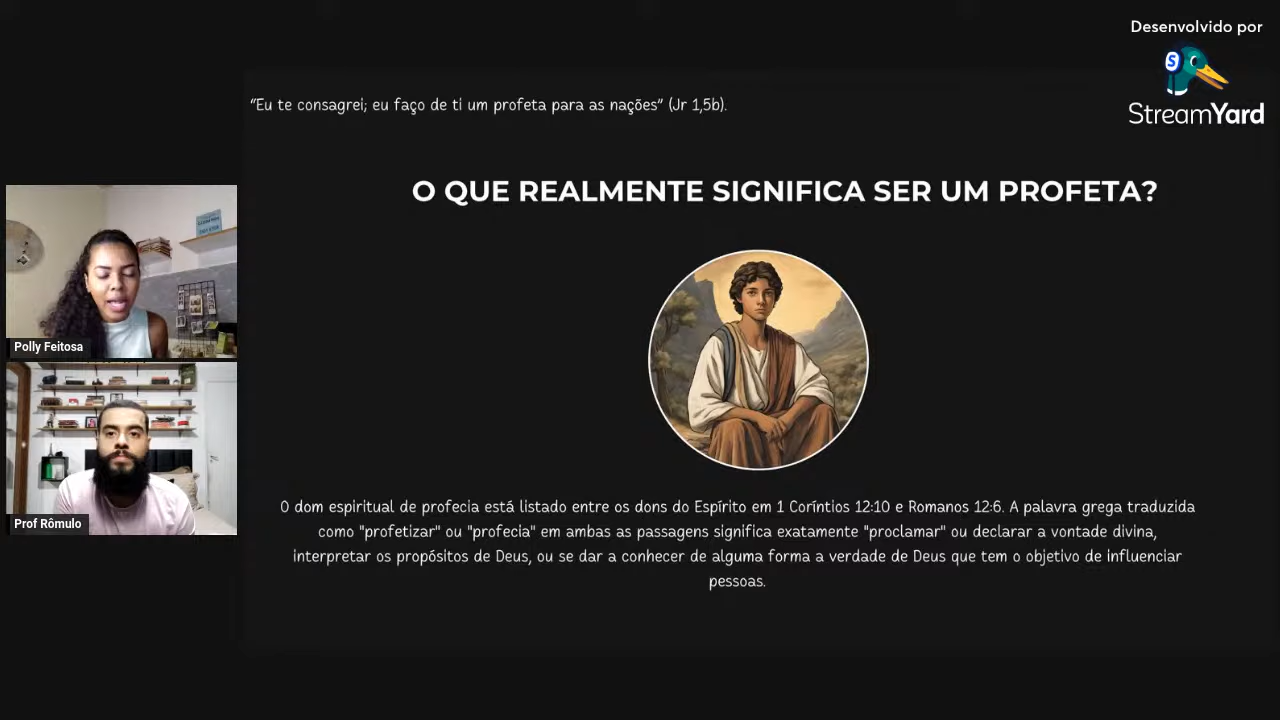 Desenvolvido por
S
StreamYard
“Eu te consagrei; eu faço de ti um profeta para as nações” (Jr 1,5b).
O QUE REALMENTE SIGNIFICA SER UM PROFETA?
Polly Feitosa
Prof Rômulo
O dom espiritual de profecia está listado entre os dons do Espírito em 1 Coríntios 12:10 e Romanos 12:6. A palavra grega traduzida
como "profetizar" ou "profecia" em ambas as passagens significa exatamente "proclamar" ou declarar a vontade divina,
interpretar os propósitos de Deus, ou se dar a conhecer de alguma forma a verdade de Deus que tem o objetivo de influenciar
pessoas.